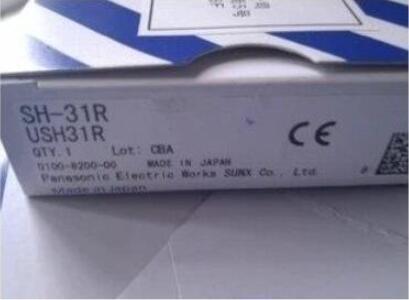 SH-31R
USH31R
QTY.1 Lot: CBA
0100-8200-00 MADE IN JAPAN
Panasonic Electric Works SUNX Co., Ltd.
Made in Japan
CE